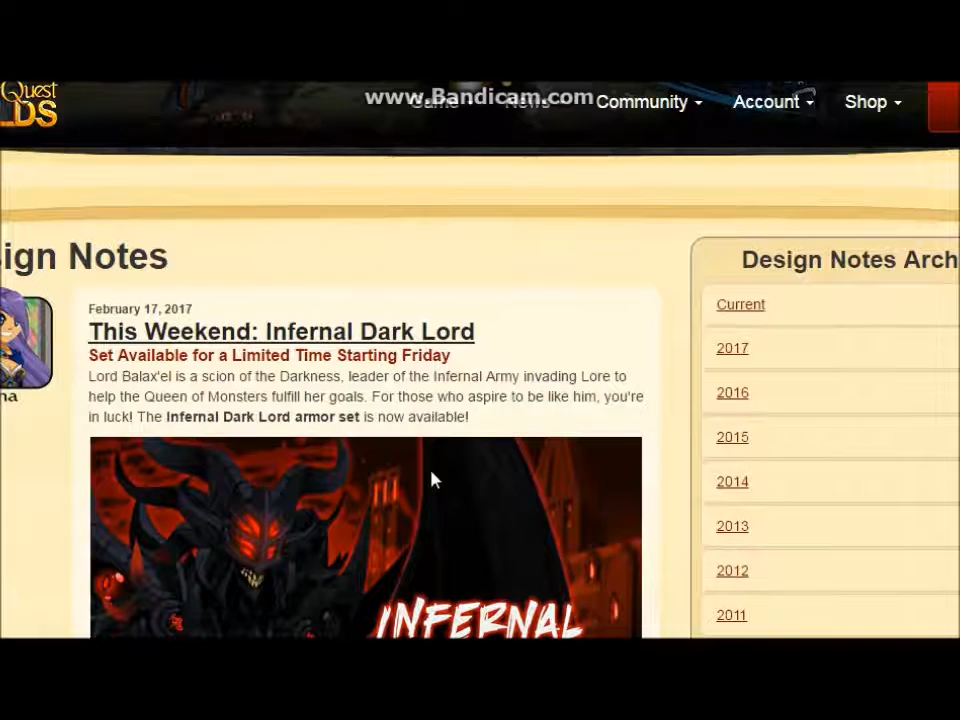 www.Bandicam.com
Quest
DS
Community
Account
Shop
ign Notes
Design Notes Arch
February 17, 2017
This Weekend: Infernal Dark Lord
Set Available for a Limited Time Starting Friday
Lord Balax'el is a scion of the Darkness, leader of the Infernal Army invading Lore to
help the Queen of Monsters fulfill her goals. For those who aspire to be like him, you're
in luck! The Infernal Dark Lord armor set is now available!
INFERNAL
na
Current
2017
2016
2015
2014
2013
2012
2011